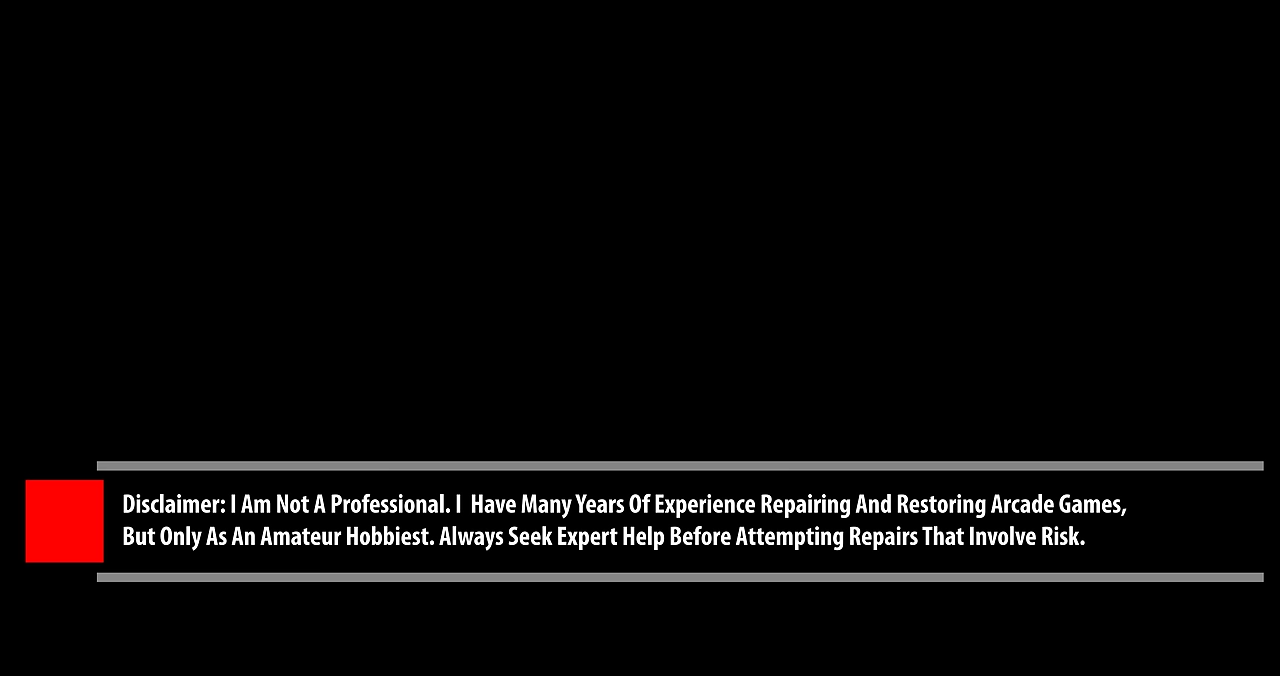 Disclaimer: I Am Not A Professional. I  Have Many Years Of Experience Repairing And Restoring Arcade Games,
But Only As An Amateur Hobbiest. Always Seek Expert Help Before Attempting Repairs That Involve Risk.